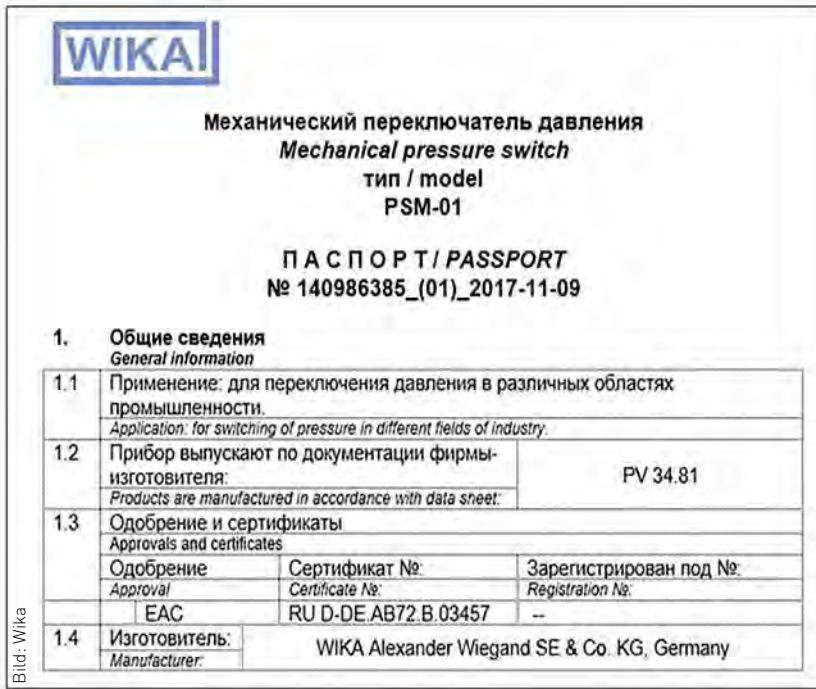 WIKA
Механический переключатель давления
Mechanical pressure switch
тип / model
PSM-01
П А С П О Р Т / PASSPORT
№ 140986385_(01)_2017-11-09
1. Общие сведения
General information
1.1 Применение: для переключения давления в различных областях
промышленности.
Application: for switching of pressure in different fields of industry.
1.2 Прибор выпускают по документации фирмы-
изготовителя:
Products are manufactured in accordance with data sheet:
PV 34.81
1.3 Одобрение и сертификаты
Approvals and certificates
Одобрение Сертификат №: Зарегистрирован под №:
Approval Certificate №: Registration №:
EAC RU D-DE.АВ72.В.03457 --
1.4 Изготовитель:
Manufacturer:
WIKA Alexander Wiegand SE & Co. KG, Germany
Bild: Wika